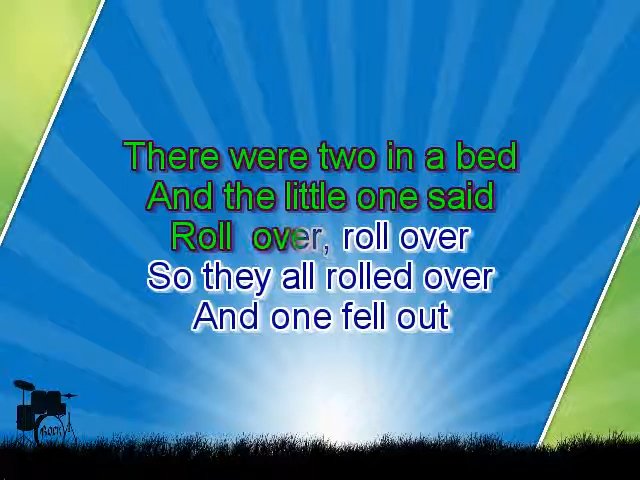 There were two in a bed
And the little one said
Roll  over, roll over
So they all rolled over
And one fell out
ROCK